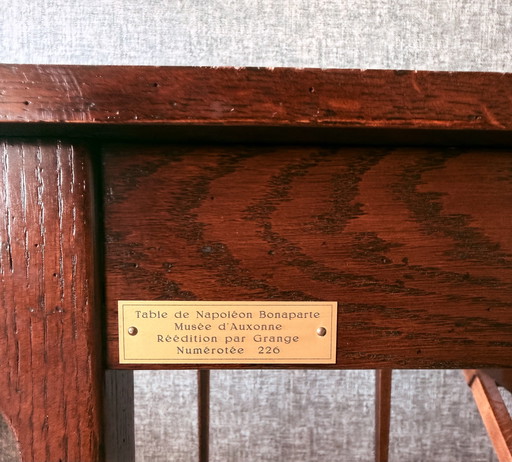 Table de Napoléon Bonaparte
Musée d'Auxonne
Réédition par Grange
Numérotée 226